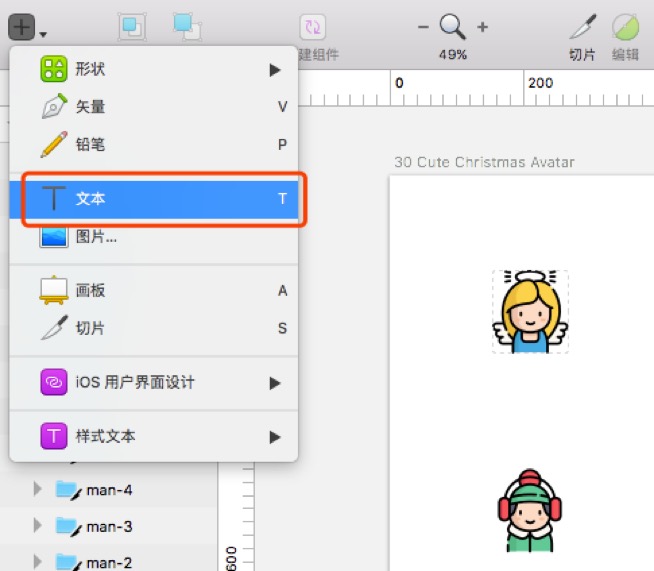 建组件
49%
切片
编辑
形状
矢量 V
铅笔 P
文本 T
图片...
画板 A
切片 S
iOS 用户界面设计
样式文本
0
200
30 Cute Christmas Avatar
man-4
man-3
man-2
600